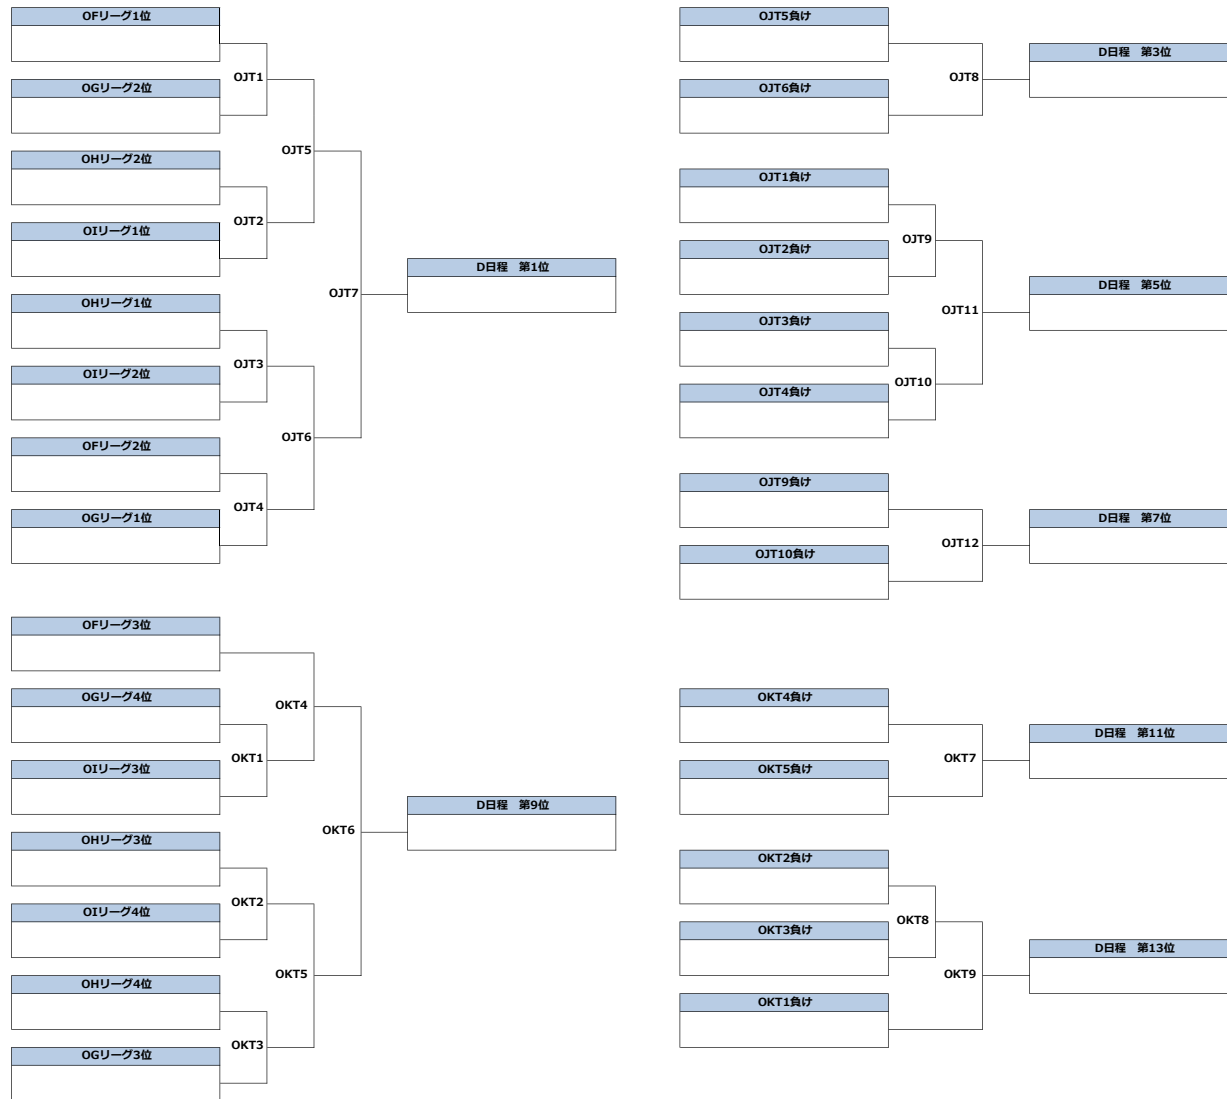 OFリーグ1位
OJT1
OGリーグ2位
OJT5
OHリーグ2位
OJT2
OIリーグ1位
D日程　第1位
OJT7
OHリーグ1位
OJT3
OIリーグ2位
OJT6
OFリーグ2位
OJT4
OGリーグ1位
OJT5負け
D日程　第3位
OJT8
OJT6負け
OJT1負け
OJT9
OJT2負け
D日程　第5位
OJT11
OJT3負け
OJT10
OJT4負け
OJT9負け
D日程　第7位
OJT12
OJT10負け
OFリーグ3位
OGリーグ4位
OKT4
OKT1
OIリーグ3位
D日程　第9位
OKT6
OHリーグ3位
OKT2
OIリーグ4位
OKT5
OHリーグ4位
OKT3
OGリーグ3位
OKT4負け
D日程　第11位
OKT7
OKT5負け
OKT2負け
OKT8
OKT3負け
D日程　第13位
OKT9
OKT1負け